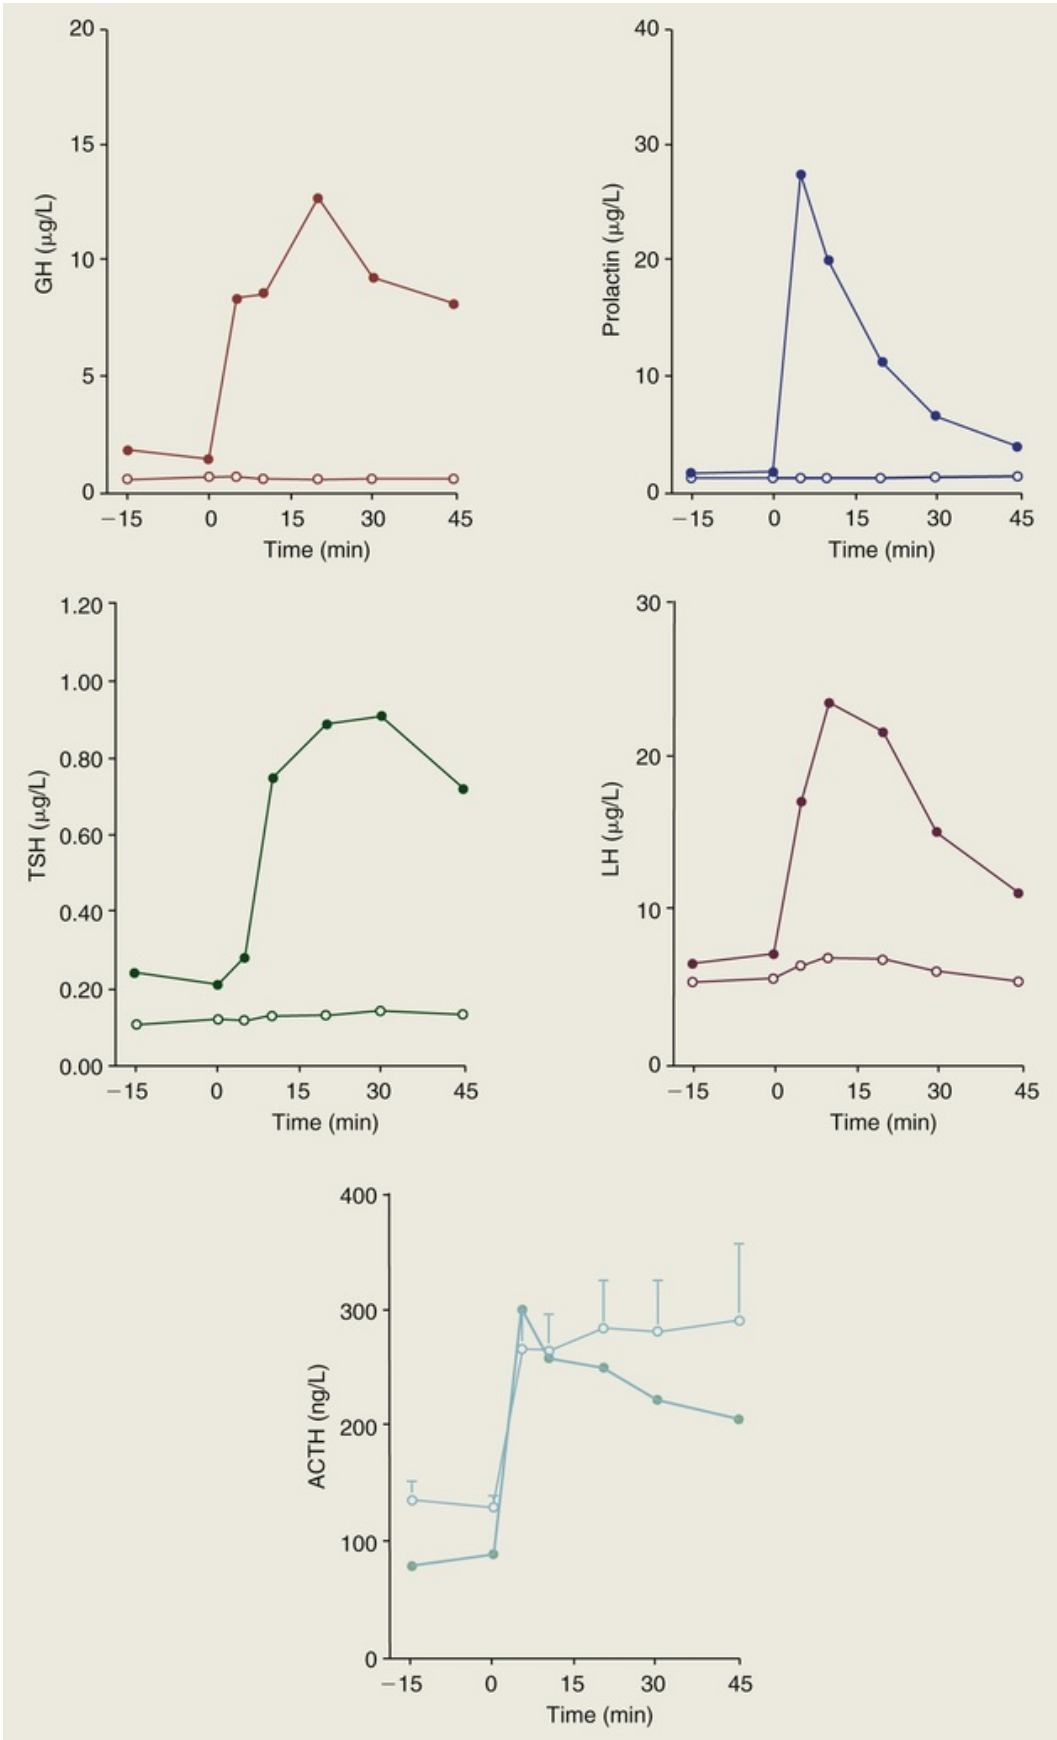 20
15
10
5
0
GH (μg/L)
−15 0 15 30 45
Time (min)
40
30
20
10
0
Prolactin (μg/L)
−15 0 15 30 45
Time (min)
1.20
1.00
0.80
0.60
0.40
0.20
0.00
TSH (μg/L)
−15 0 15 30 45
Time (min)
30
20
10
0
LH (μg/L)
−15 0 15 30 45
Time (min)
400
300
200
100
0
ACTH (ng/L)
−15 0 15 30 45
Time (min)